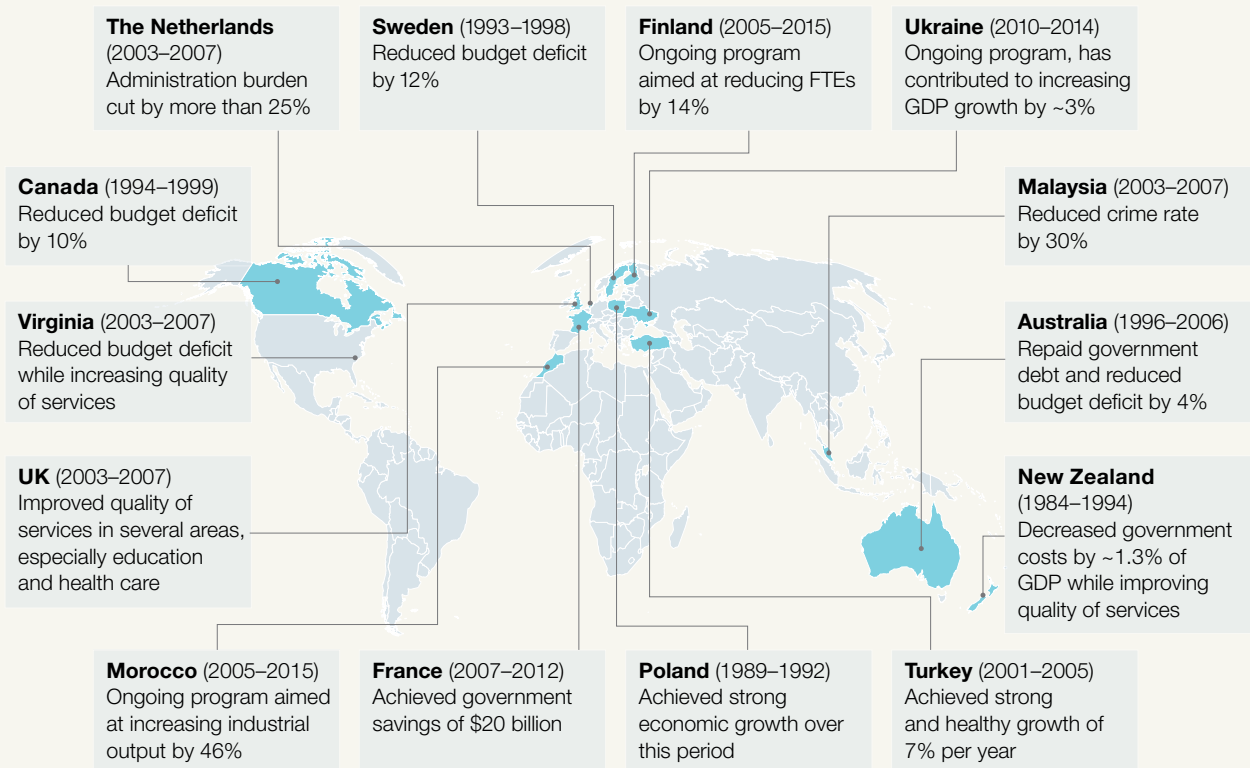 The Netherlands
(2003–2007)
Administration burden
cut by more than 25%
Sweden (1993–1998)
Reduced budget deficit
by 12%
Finland (2005–2015)
Ongoing program
aimed at reducing FTEs
by 14%
Ukraine (2010–2014)
Ongoing program, has
contributed to increasing
GDP growth by ~3%
Canada (1994–1999)
Reduced budget deficit
by 10%
Malaysia (2003–2007)
Reduced crime rate
by 30%
Virginia (2003–2007)
Reduced budget deficit
while increasing quality
of services
Australia (1996–2006)
Repaid government
debt and reduced
budget deficit by 4%
UK (2003–2007)
Improved quality of
services in several areas,
especially education
and health care
New Zealand
(1984–1994)
Decreased government
costs by ~1.3% of
GDP while improving
quality of services
Morocco (2005–2015)
Ongoing program aimed
at increasing industrial
output by 46%
France (2007–2012)
Achieved government
savings of $20 billion
Poland (1989–1992)
Achieved strong
economic growth over
this period
Turkey (2001–2005)
Achieved strong
and healthy growth of
7% per year